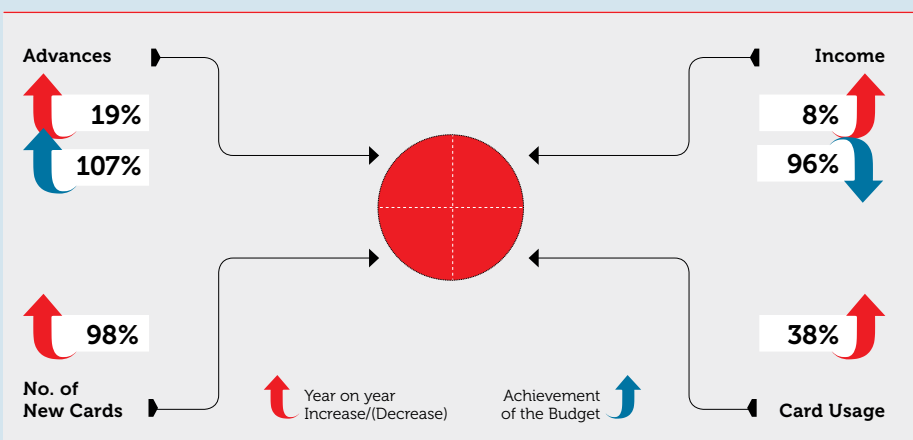 Advances
19%
107%
Income
8%
96%
98%
No. of
New Cards
38%
Card Usage
Year on year
Increase/(Decrease)
Achievement
of the Budget